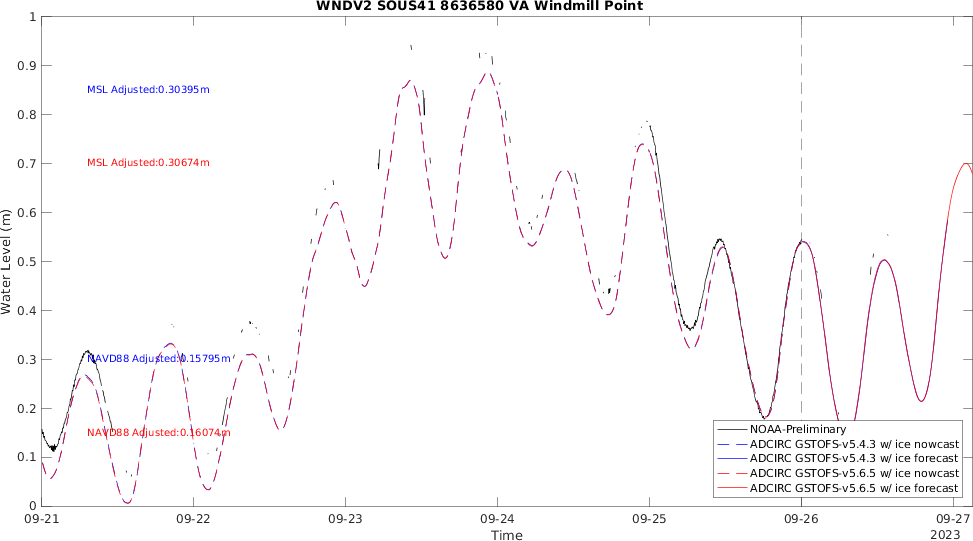 WNDV2 SOUS41 8636580 VA Windmill Point
1
0.9
0.8
0.7
0.6
0.5
0.4
0.3
0.2
0.1
0
Water Level (m)
MSL Adjusted:0.30395m
MSL Adjusted:0.30674m
NAVD88 Adjusted:0.15795m
NAVD88 Adjusted:0.16074m
NOAA-Preliminary
ADCIRC GSTOFS-v5.4.3 w/ ice nowcast
ADCIRC GSTOFS-v5.4.3 w/ ice forecast
ADCIRC GSTOFS-v5.6.5 w/ ice nowcast
ADCIRC GSTOFS-v5.6.5 w/ ice forecast
09-21 09-22 09-23 09-24 09-25 09-26 09-27
Time
2023